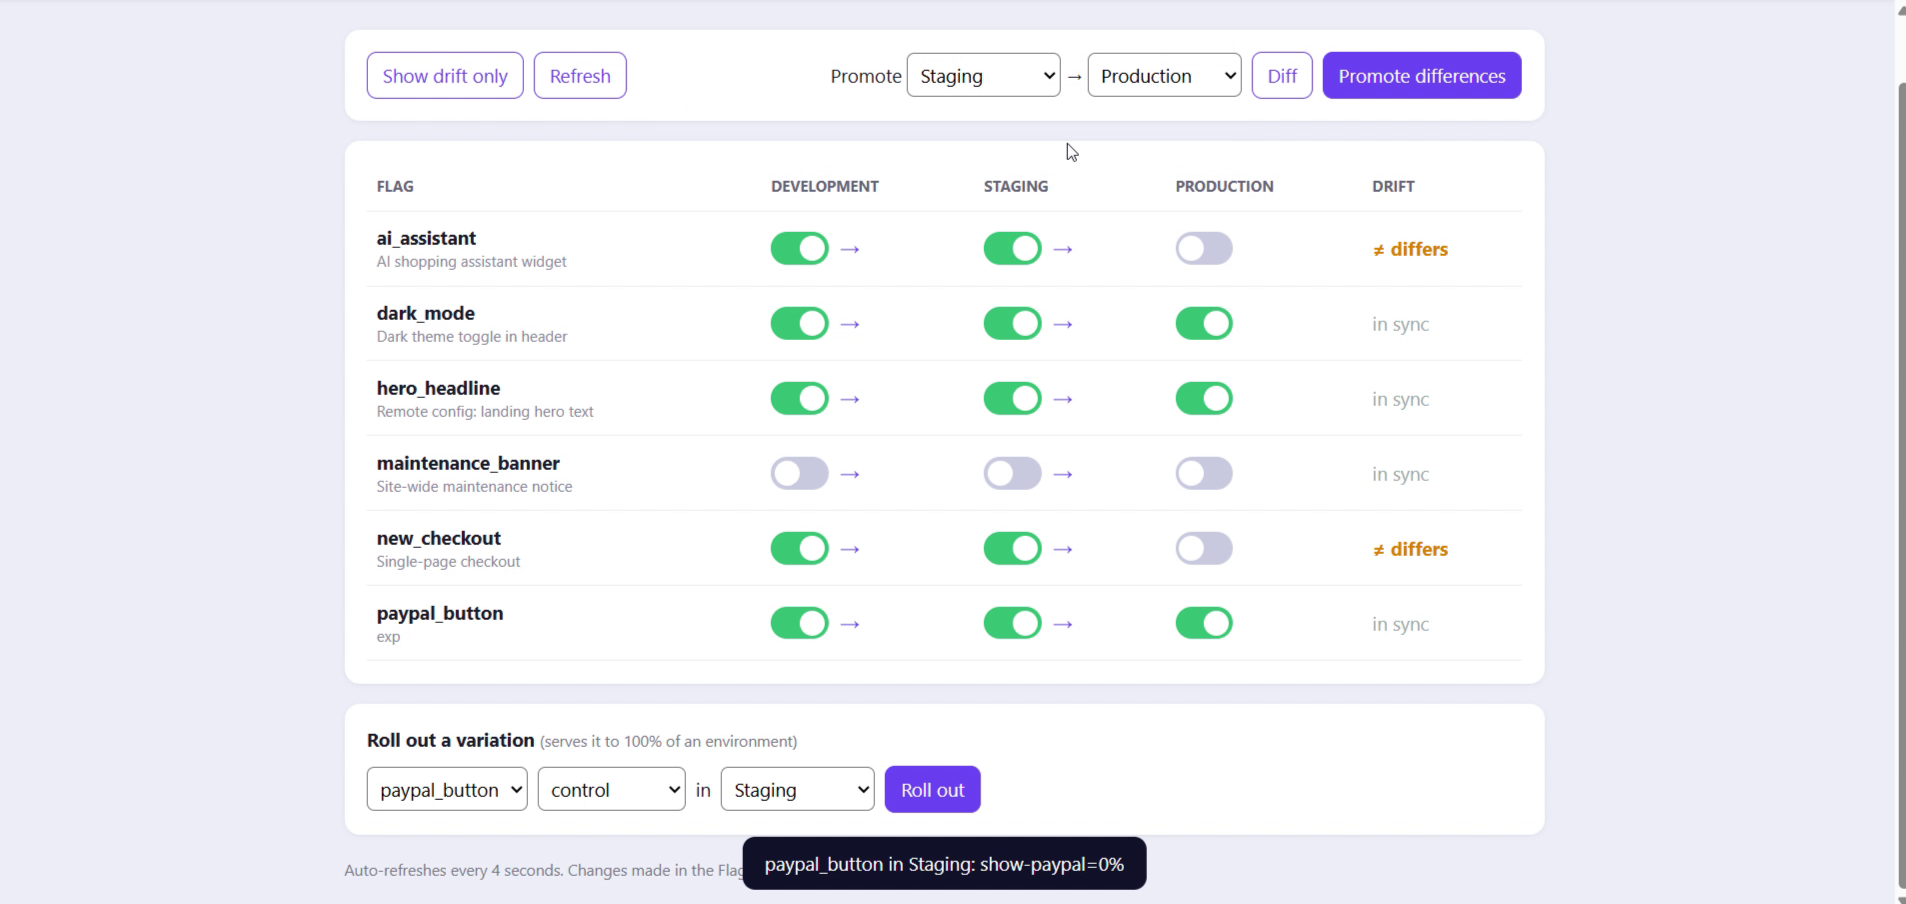 Show drift only Refresh Promote Staging → Production Diff Promote differences
FLAG DEVELOPMENT STAGING PRODUCTION DRIFT
ai_assistant
AI shopping assistant widget
→ → ≠ differs
dark_mode
Dark theme toggle in header
→ → in sync
hero_headline
Remote config: landing hero text
→ → in sync
maintenance_banner
Site-wide maintenance notice
→ → in sync
new_checkout
Single-page checkout
→ → ≠ differs
paypal_button
exp
→ → in sync
Roll out a variation (serves it to 100% of an environment)
paypal_button control in Staging Roll out
Auto-refreshes every 4 seconds. Changes made in the Flag
paypal_button in Staging: show-paypal=0%